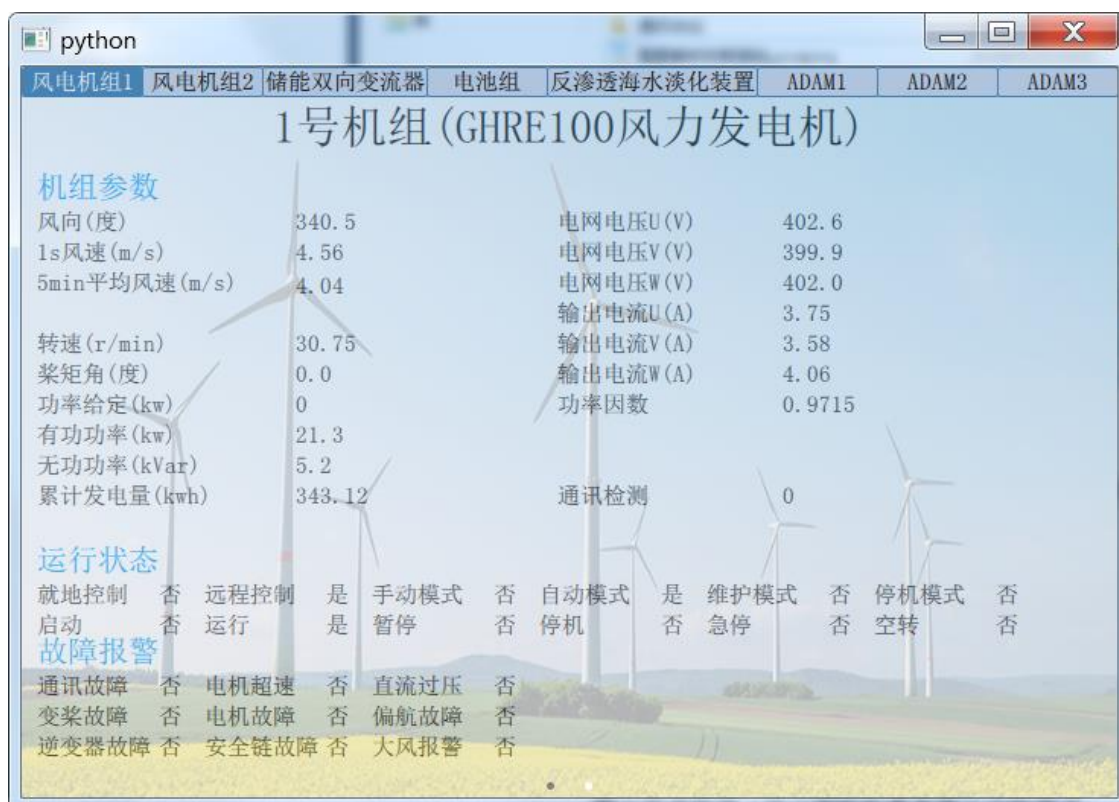 python
风电机组1 风电机组2 储能双向变流器 电池组 反渗透海水淡化装置 ADAM1 ADAM2 ADAM3
1号机组(GHRE100风力发电机)
机组参数
风向(度) 340.5 电网电压U(V) 402.6
1s风速(m/s) 4.56 电网电压V(V) 399.9
5min平均风速(m/s) 4.04 电网电压W(V) 402.0
输出电流U(A) 3.75
转速(r/min) 30.75 输出电流V(A) 3.58
桨矩角(度) 0.0 输出电流W(A) 4.06
功率给定(kw) 0 功率因数 0.9715
有功功率(kw) 21.3
无功功率(kVar) 5.2
累计发电量(kwh) 343.12 通讯检测 0
运行状态
就地控制 否 远程控制 是 手动模式 否 自动模式 是 维护模式 否 停机模式 否
启动 否 运行 是 暂停 否 停机 否 急停 否 空转 否
故障报警
通讯故障 否 电机超速 否 直流过压 否
变桨故障 否 电机故障 否 偏航故障 否
逆变器故障 否 安全链故障 否 大风报警 否